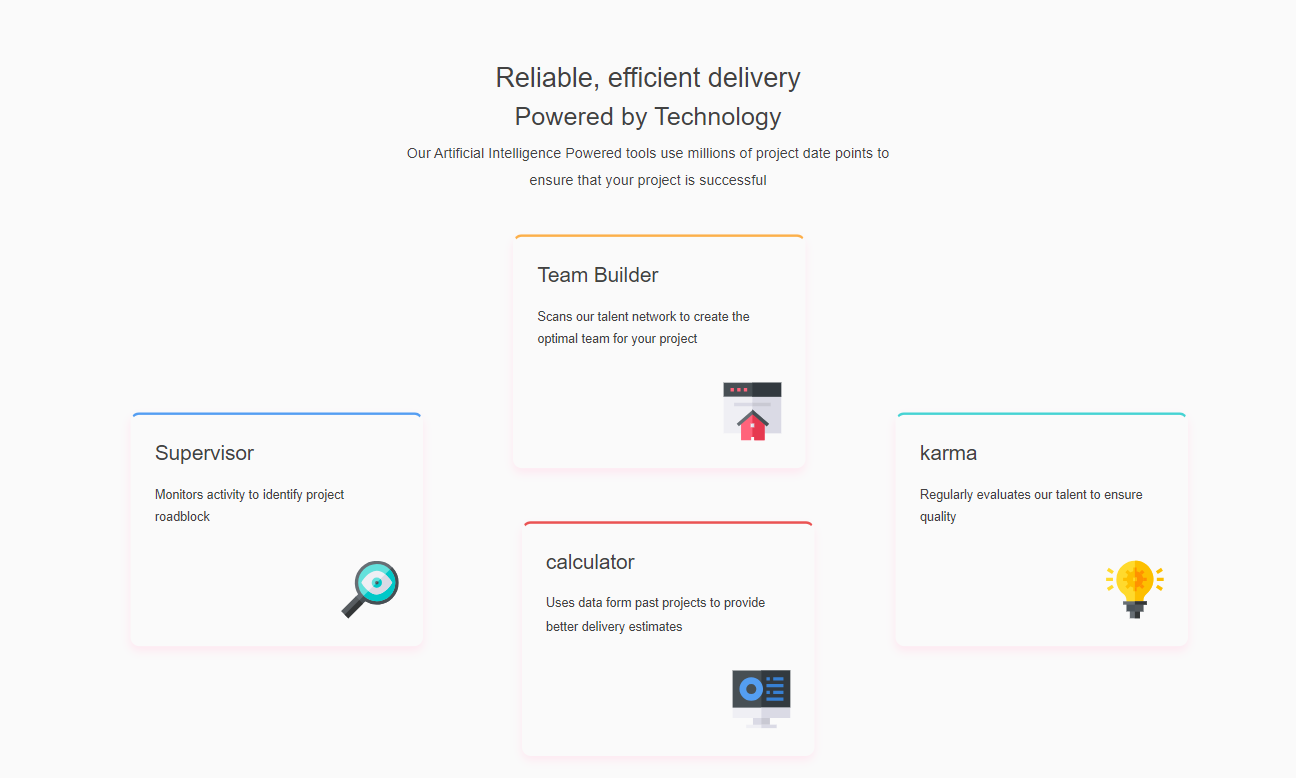 Reliable, efficient delivery
Powered by Technology
Our Artificial Intelligence Powered tools use millions of project date points to
ensure that your project is successful
Team Builder
Scans our talent network to create the
optimal team for your project
Supervisor
Monitors activity to identify project
roadblock
karma
Regularly evaluates our talent to ensure
quality
calculator
Uses data form past projects to provide
better delivery estimates